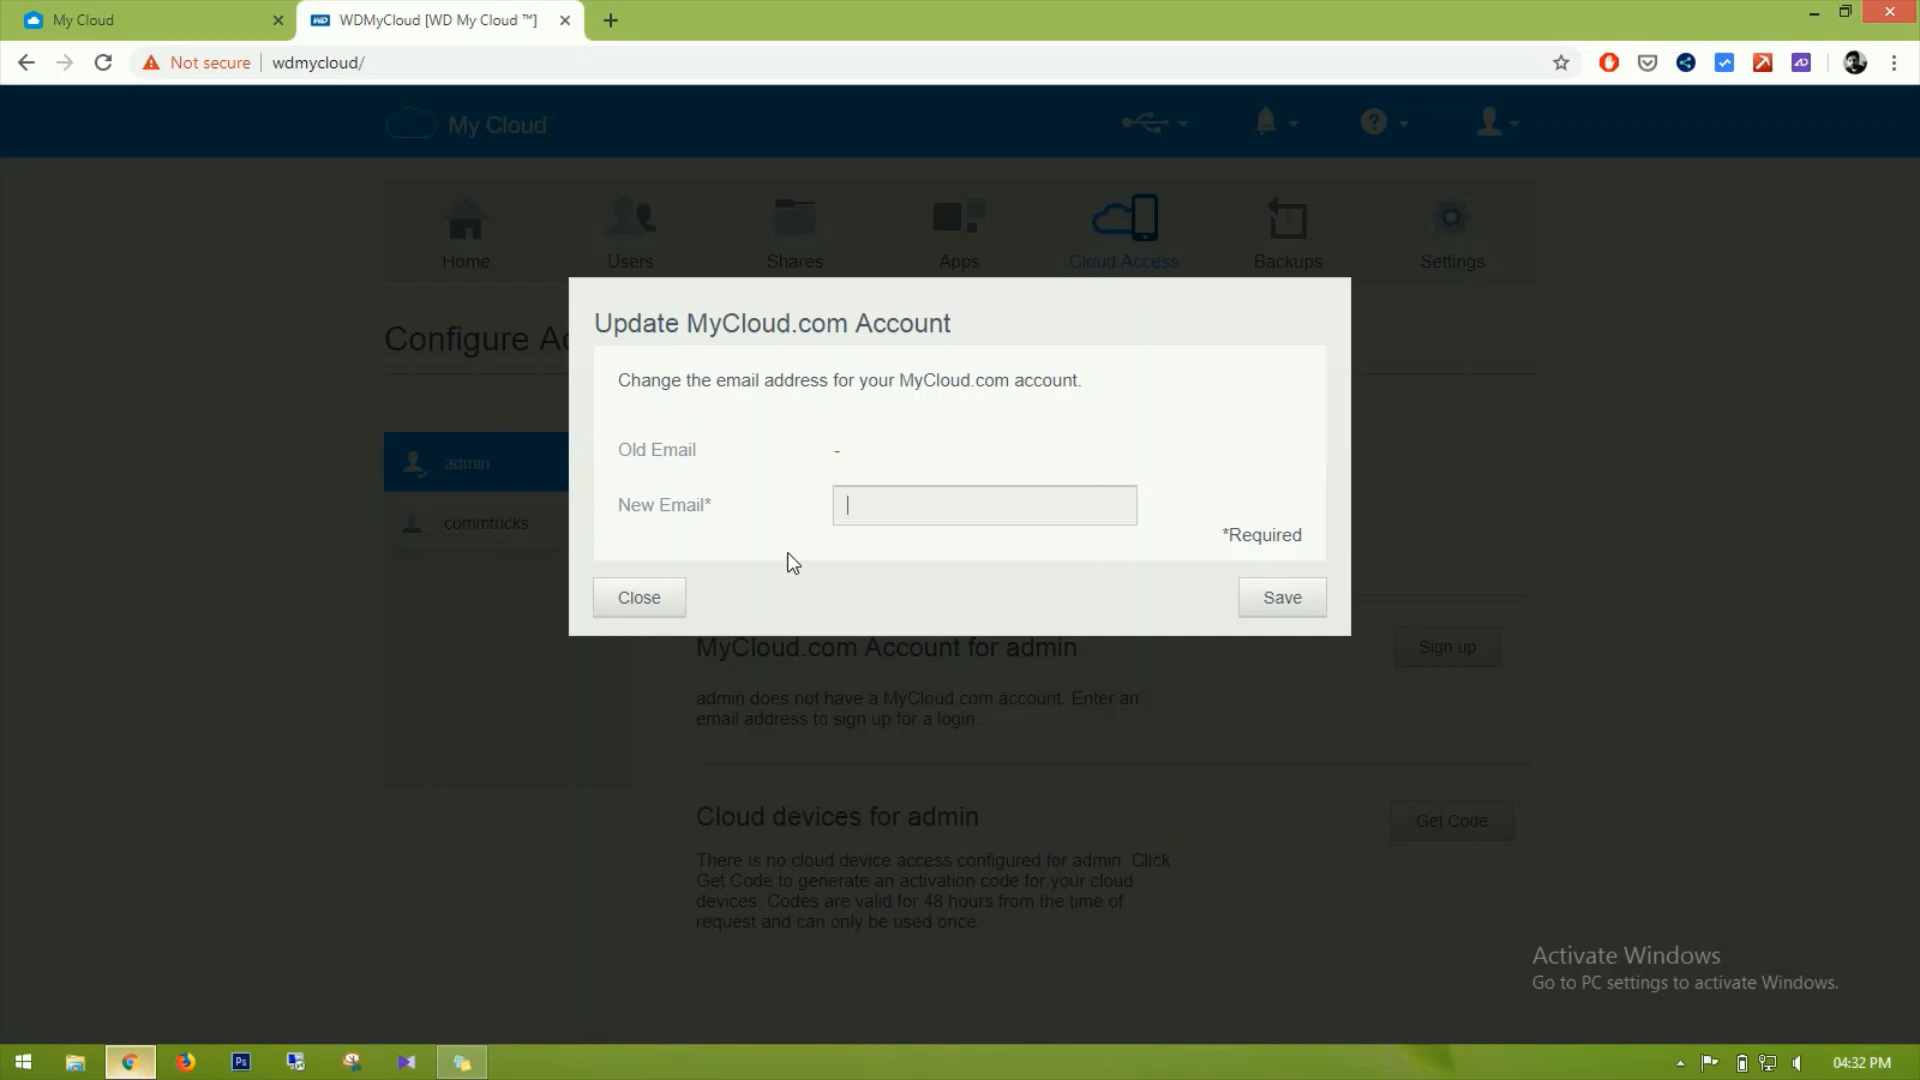 My Cloud
WDMyCloud [WD My Cloud ™]
Not secure
wdmycloud/
My Cloud
Home
Users
Shares
Apps
Cloud Access
Backups
Settings
Configure Ac
Update MyCloud.com Account
Change the email address for your MyCloud.com account.
Old Email -
New Email*
*Required
Close
Save
admin
commtricks
MyCloud.com Account for admin
Sign up
admin does not have a MyCloud.com account. Enter an
email address to sign up for a login.
Cloud devices for admin
Get Code
There is no cloud device access configured for admin. Click
Get Code to generate an activation code for your cloud
devices. Codes are valid for 48 hours from the time of
request and can only be used once.
Activate Windows
Go to PC settings to activate Windows.
Ps
04:32 PM